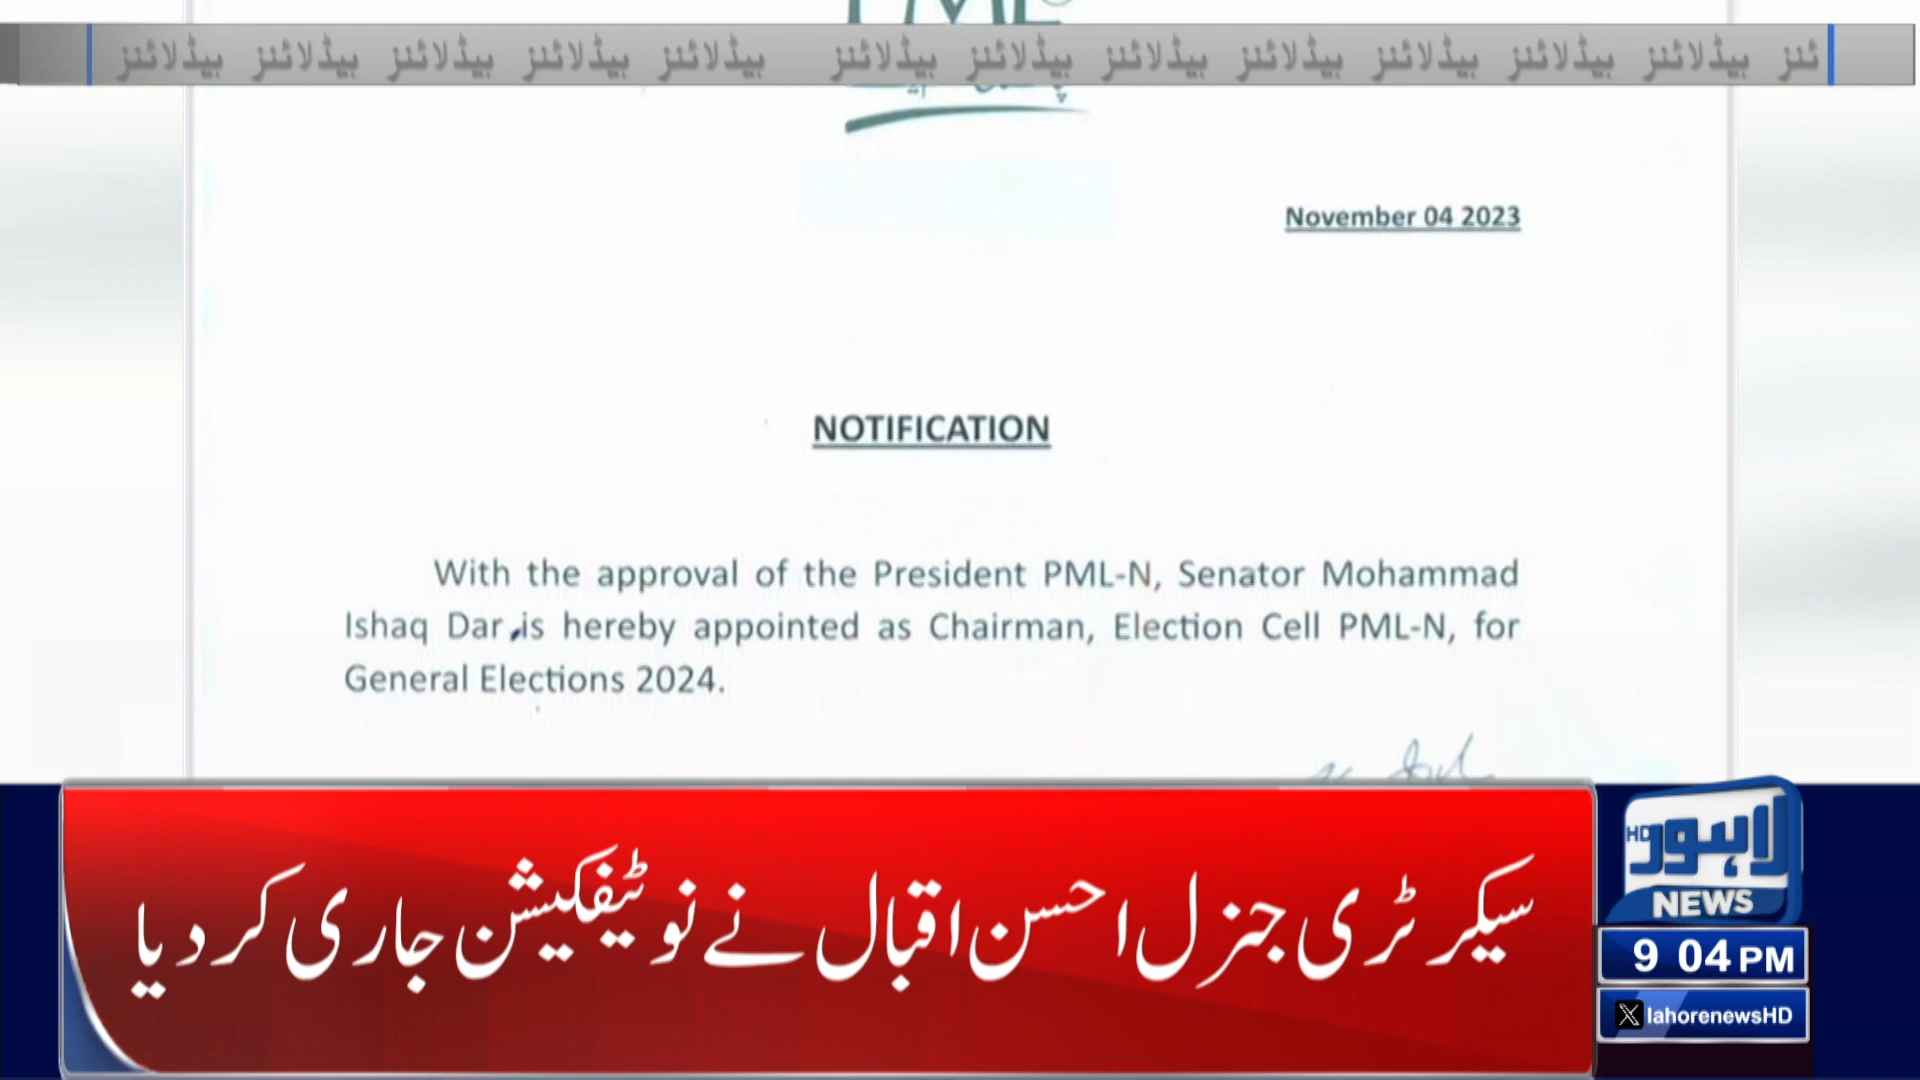 ہیڈلائنز ہیڈلائنز ہیڈلائنز ہیڈلائنز ہیڈلائنز ہیڈلائنز ہیڈلائنز ہیڈلائنز ہیڈلائنز ہیڈلائنز ہیڈلائنز ہیڈلائنز
November 04 2023
NOTIFICATION
With the approval of the President PML-N, Senator Mohammad
Ishaq Dar, is hereby appointed as Chairman, Election Cell PML-N, for
General Elections 2024.
سیکرٹری جنرل احسن اقبال نے نوٹیفکیشن جاری کر دیا
لاہور HD
NEWS
9 04 PM
X lahorenewsHD